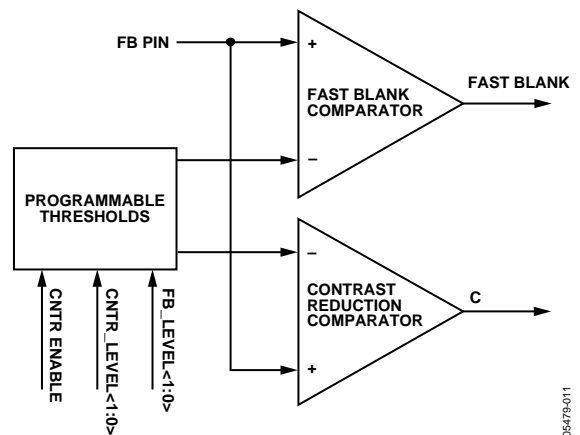 FB PIN
+
FAST BLANK
COMPARATOR
–
FAST BLANK
PROGRAMMABLE
THRESHOLDS
–
CONTRAST
REDUCTION
COMPARATOR
+
C
CNTR ENABLE
CNTR_LEVEL<1:0>
FB_LEVEL<1:0>
05479-011